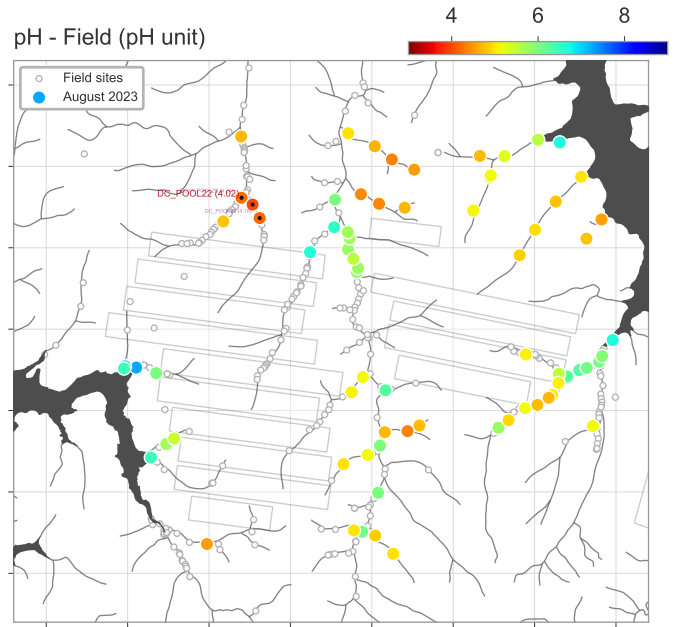 pH - Field (pH unit)
4 6 8
Field sites
August 2023
DC_POOL22 (4.02)